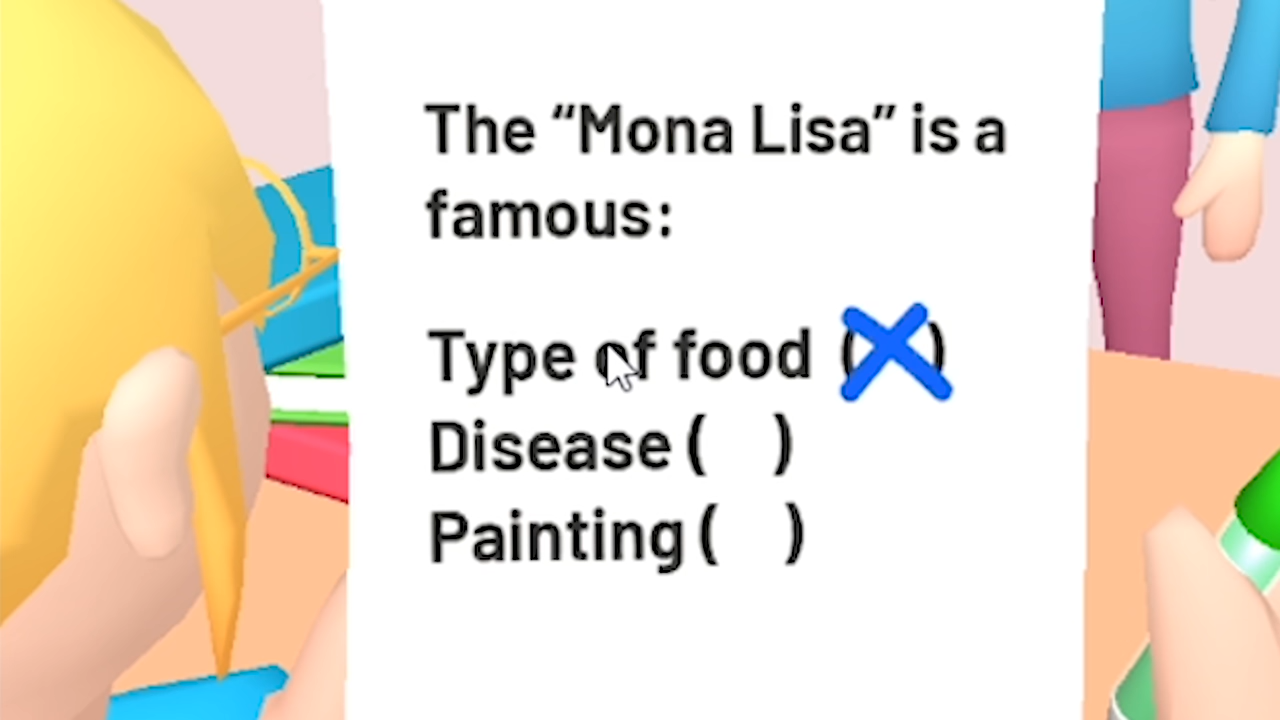 The “Mona Lisa” is a
famous:
Type of food (X)
Disease ( )
Painting ( )